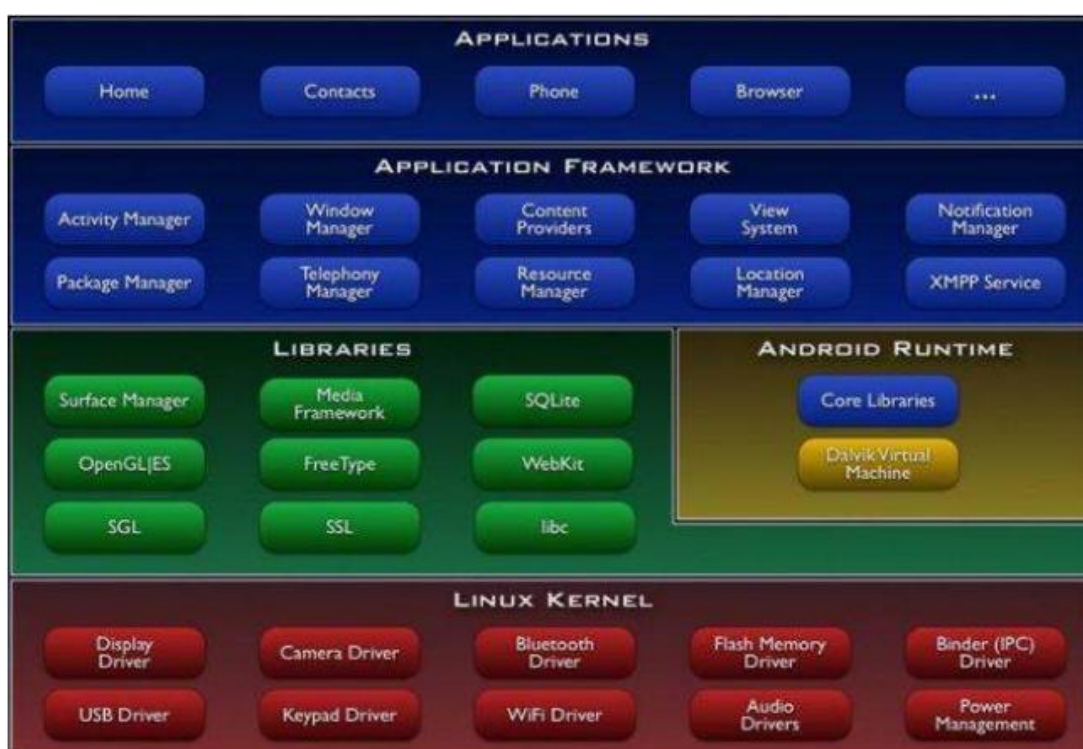 APPLICATIONS
Home
Contacts
Phone
Browser
...
APPLICATION FRAMEWORK
Activity Manager
Window
Manager
Content
Providers
View
System
Notification
Manager
Package Manager
Telephony
Manager
Resource
Manager
Location
Manager
XMPP Service
LIBRARIES
Surface Manager
Media
Framework
SQLite
OpenGL|ES
FreeType
WebKit
SGL
SSL
libc
ANDROID RUNTIME
Core Libraries
Dalvik Virtual
Machine
LINUX KERNEL
Display
Driver
Camera Driver
Bluetooth
Driver
Flash Memory
Driver
Binder (IPC)
Driver
USB Driver
Keypad Driver
WiFi Driver
Audio
Drivers
Power
Management